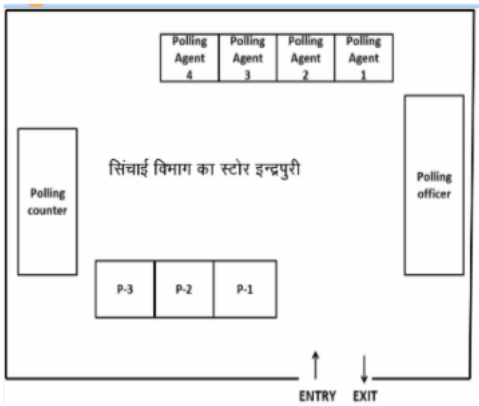 Polling Agent 4
Polling Agent 3
Polling Agent 2
Polling Agent 1
सिंचाई विभाग का स्टोर इन्द्रपुरी
Polling counter
Polling officer
P-3 P-2 P-1
ENTRY EXIT